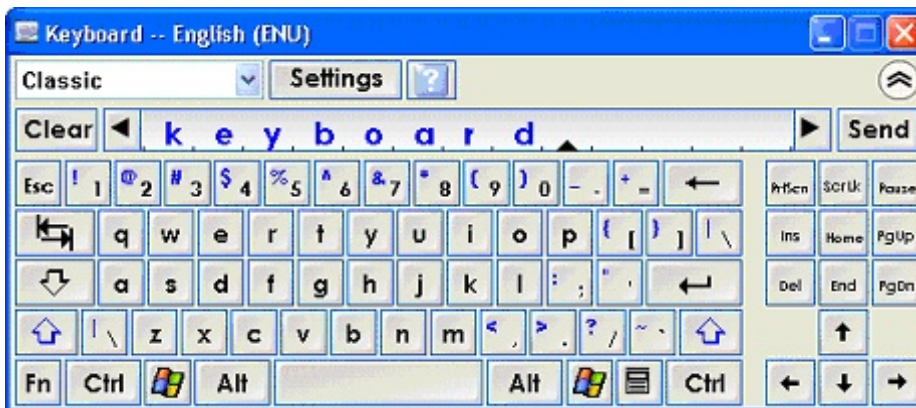 Keyboard -- English (ENU)
Classic Settings ?
Clear k e y b o a r d Send
Esc ! 1 @ 2 # 3 $ 4 % 5 ^ 6 & 7 * 8 ( 9 ) 0 - . + = PrtScn ScrLk Pause
q w e r t y u i o p { [ } ] | \ Ins Home PgUp
a s d f g h j k l : ; " ' Del End PgDn
| \ z x c v b n m < , > . ? / ~ `
Fn Ctrl Alt Alt Ctrl